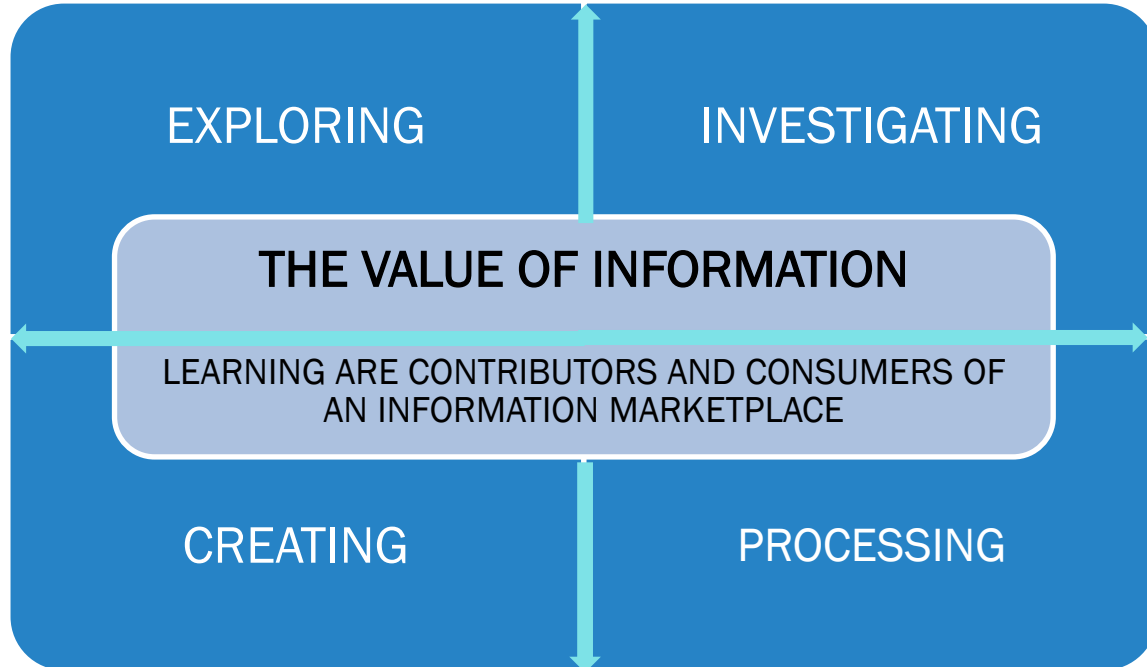 EXPLORING
INVESTIGATING
THE VALUE OF INFORMATION
LEARNING ARE CONTRIBUTORS AND CONSUMERS OF
AN INFORMATION MARKETPLACE
CREATING
PROCESSING